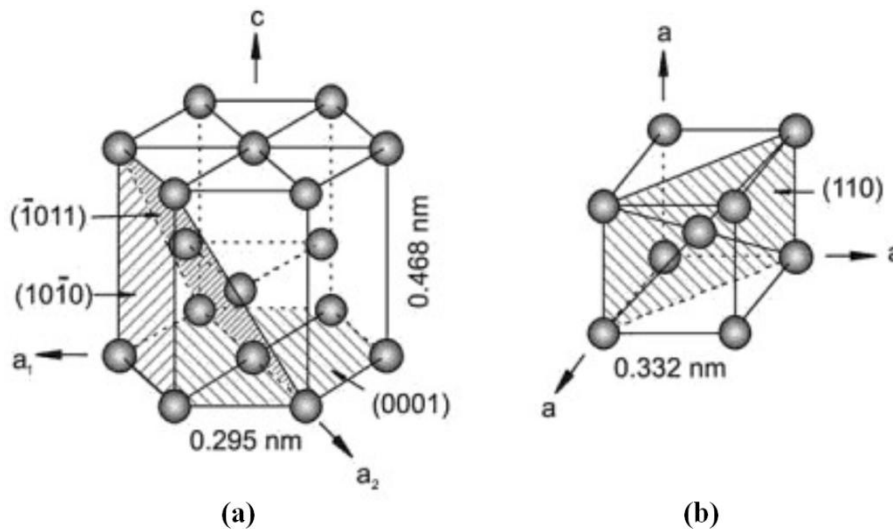 c
a
(1̄011)
(101̄0)
0.468 nm
a₁
(0001)
0.295 nm
a₂
(a)
a
(110)
a
0.332 nm
a
(b)